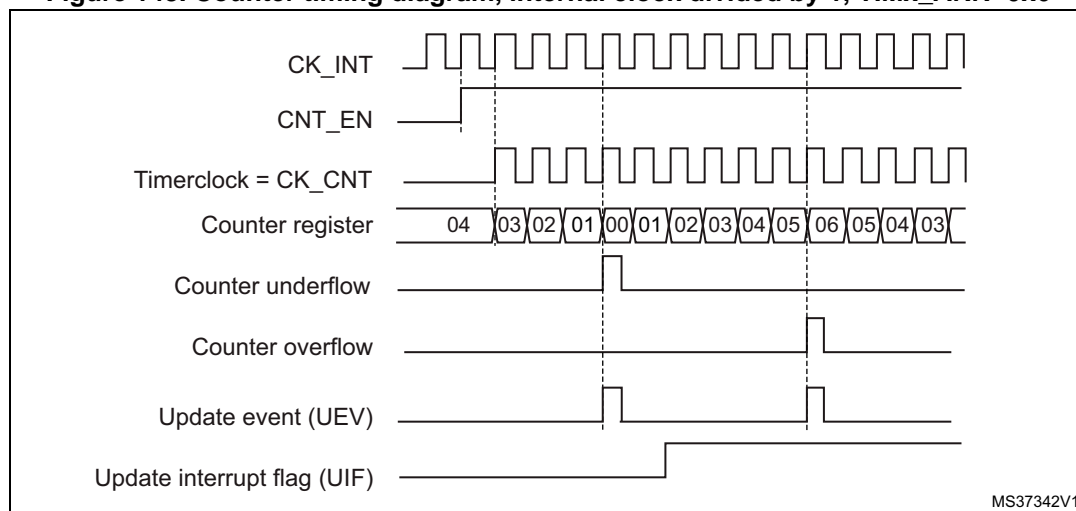 CK_INT
CNT_EN
Timerclock = CK_CNT
Counter register 04 03 02 01 00 01 02 03 04 05 06 05 04 03
Counter underflow
Counter overflow
Update event (UEV)
Update interrupt flag (UIF)
MS37342V1